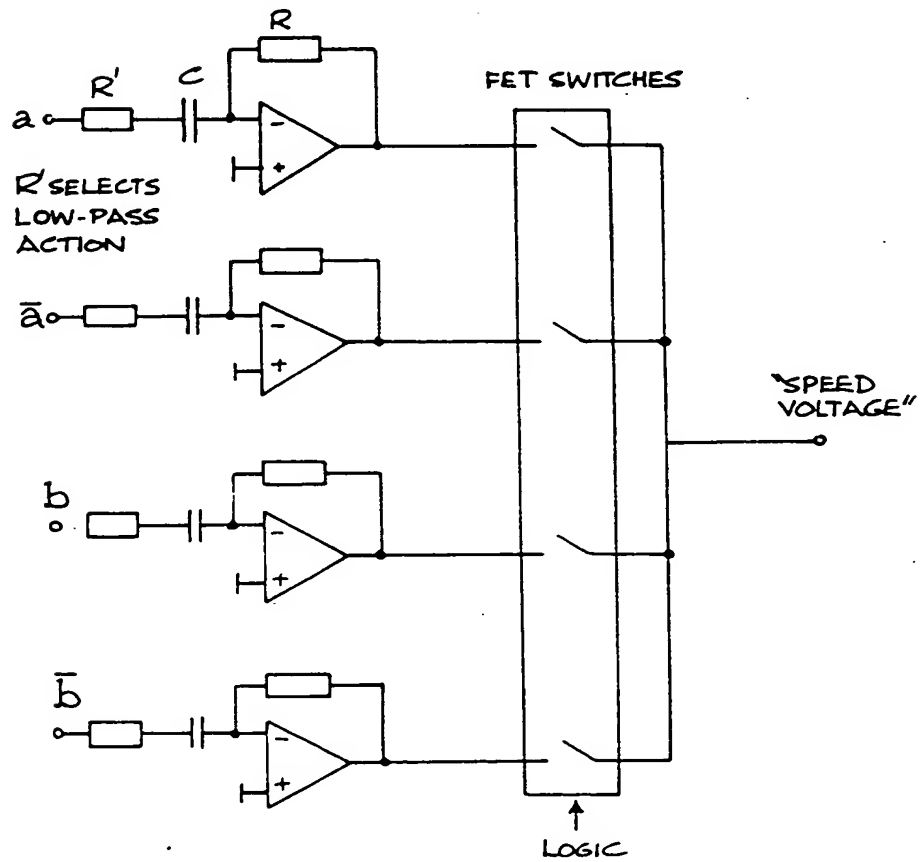 R
C
R'
FET SWITCHES
a
-
+
R' SELECTS
LOW-PASS
ACTION
a̅
-
+
"SPEED
VOLTAGE"
b
-
+
b̅
-
+
LOGIC